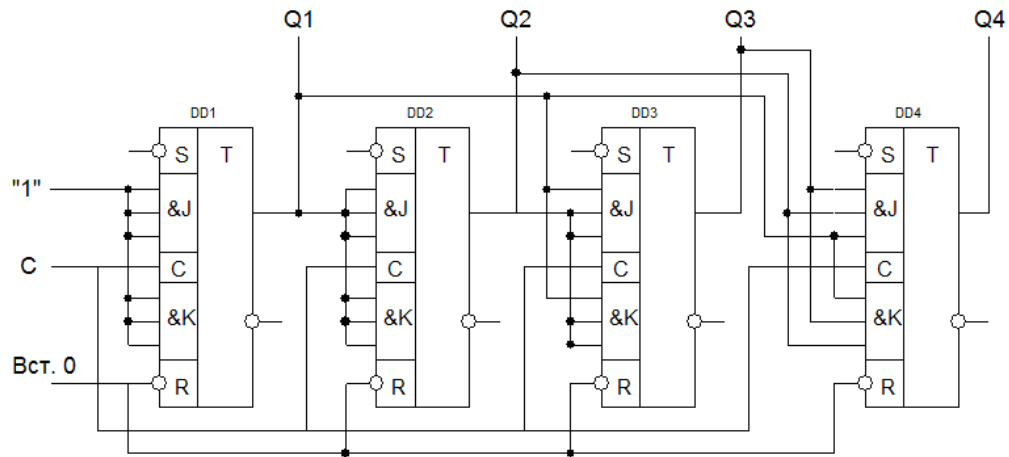 Q1 Q2 Q3 Q4
DD1 DD2 DD3 DD4
S T S T S T S T
"1"
&J &J &J &J
C C C C C
&K &K &K &K
Вст. 0
R R R R